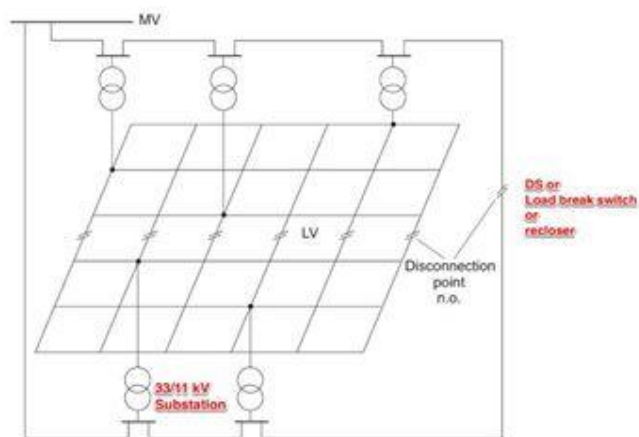 MV
DS or
Load break switch
or
recloser
LV
Disconnection
point
n.o.
33/11 kV
Substation